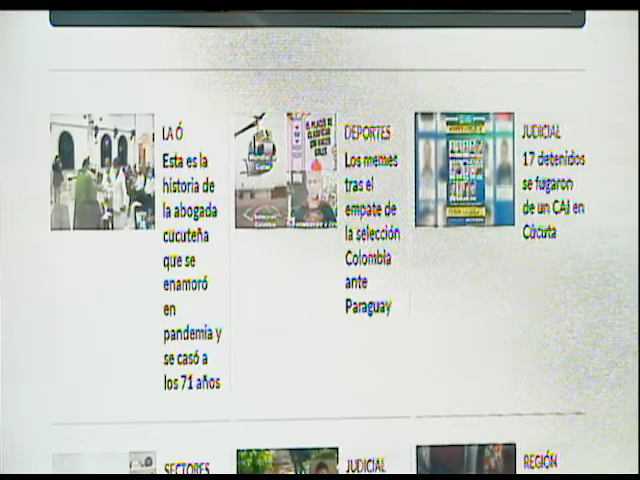 LA Ó
Esta es la
historia de
la abogada
cucuteña
que se
enamoró
en
pandemia y
se casó a
los 71 años
DEPORTES
Los memes
tras el
empate de
la selección
Colombia
ante
Paraguay
JUDICIAL
17 detenidos
se fugaron
de un CAI en
Cúcuta
SECTORES
JUDICIAL
REGIÓN